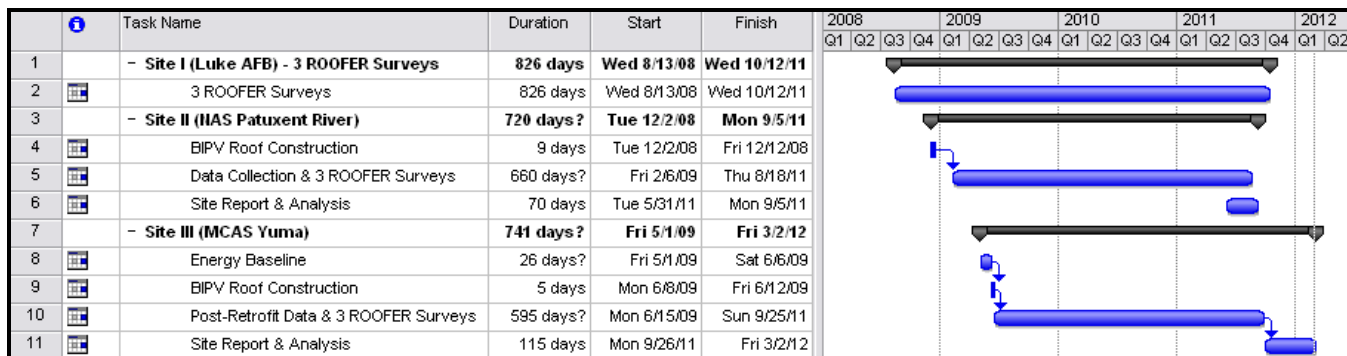 Task Name Duration Start Finish 2008 2009 2010 2011 2012
Q1 Q2 Q3 Q4 Q1 Q2 Q3 Q4 Q1 Q2 Q3 Q4 Q1 Q2 Q3 Q4 Q1 Q2
1 − Site I (Luke AFB) - 3 ROOFER Surveys 826 days Wed 8/13/08 Wed 10/12/11
2 3 ROOFER Surveys 826 days Wed 8/13/08 Wed 10/12/11
3 − Site II (NAS Patuxent River) 720 days? Tue 12/2/08 Mon 9/5/11
4 BIPV Roof Construction 9 days Tue 12/2/08 Fri 12/12/08
5 Data Collection & 3 ROOFER Surveys 660 days? Fri 2/6/09 Thu 8/18/11
6 Site Report & Analysis 70 days Tue 5/31/11 Mon 9/5/11
7 − Site III (MCAS Yuma) 741 days? Fri 5/1/09 Fri 3/2/12
8 Energy Baseline 26 days? Fri 5/1/09 Sat 6/6/09
9 BIPV Roof Construction 5 days Mon 6/8/09 Fri 6/12/09
10 Post-Retrofit Data & 3 ROOFER Surveys 595 days? Mon 6/15/09 Sun 9/25/11
11 Site Report & Analysis 115 days Mon 9/26/11 Fri 3/2/12